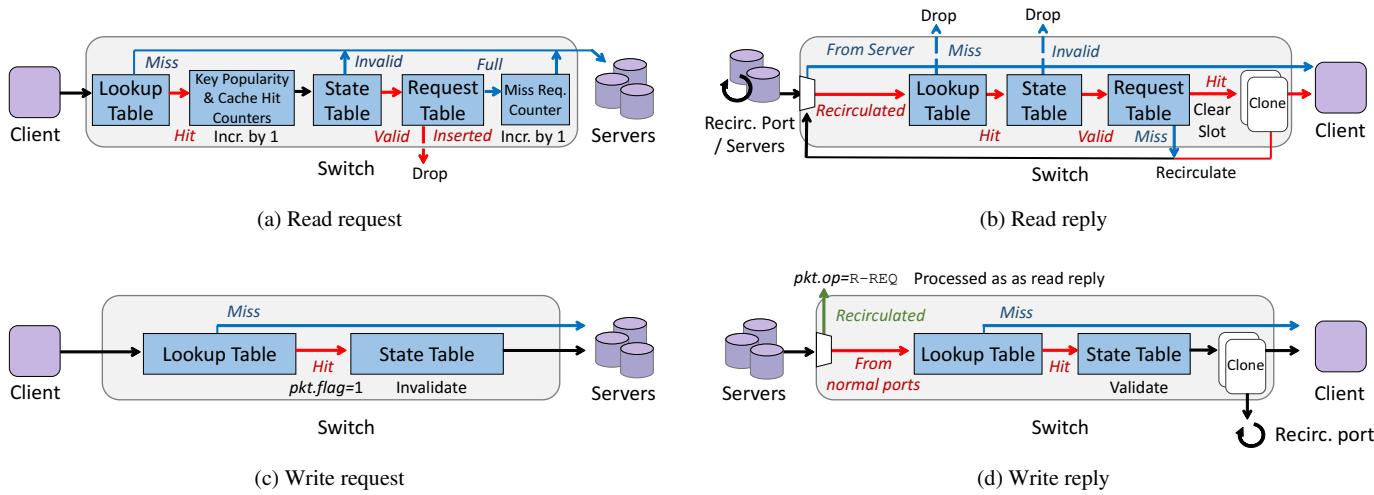 Client
Miss
Lookup
Table
Hit
Key Popularity
& Cache Hit
Counters
Incr. by 1
State
Table
Invalid
Valid
Request
Table
Inserted
Full
Miss Req.
Counter
Incr. by 1
Drop
Servers
Switch
(a) Read request
Drop
Drop
From Server
Miss
Invalid
Recirculated
Lookup
Table
Hit
State
Table
Valid
Request
Table
Miss
Hit
Clear
Slot
Clone
Client
Recirc. Port
/ Servers
Recirculate
Switch
(b) Read reply
Client
Miss
Lookup Table
Hit
pkt.flag=1
State Table
Invalidate
Servers
Switch
(c) Write request
pkt.op=R-REQ Processed as as read reply
Recirculated
Miss
Servers
From
normal ports
Lookup Table
Hit
State Table
Validate
Clone
Client
Switch
Recirc. port
(d) Write reply